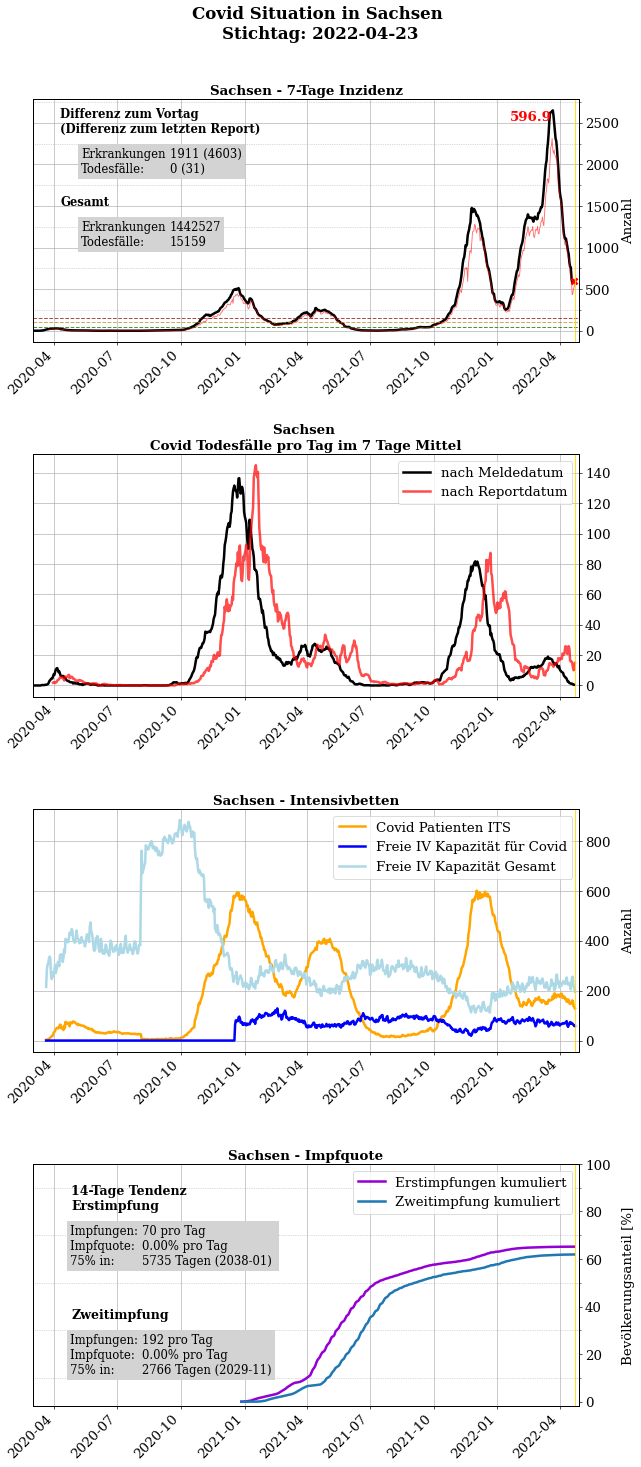 Covid Situation in Sachsen
Stichtag: 2022-04-23
Sachsen - 7-Tage Inzidenz
Differenz zum Vortag
(Differenz zum letzten Report)
Erkrankungen 1911 (4603)
Todesfälle: 0 (31)
Gesamt
Erkrankungen 1442527
Todesfälle: 15159
596.9
2500
2000
1500
1000
500
0
Anzahl
2020-04 2020-07 2020-10 2021-01 2021-04 2021-07 2021-10 2022-01 2022-04
Sachsen
Covid Todesfälle pro Tag im 7 Tage Mittel
nach Meldedatum
nach Reportdatum
140
120
100
80
60
40
20
0
2020-04 2020-07 2020-10 2021-01 2021-04 2021-07 2021-10 2022-01 2022-04
Sachsen - Intensivbetten
Covid Patienten ITS
Freie IV Kapazität für Covid
Freie IV Kapazität Gesamt
800
600
400
200
0
Anzahl
2020-04 2020-07 2020-10 2021-01 2021-04 2021-07 2021-10 2022-01 2022-04
Sachsen - Impfquote
14-Tage Tendenz
Erstimpfung
Impfungen: 70 pro Tag
Impfquote: 0.00% pro Tag
75% in: 5735 Tagen (2038-01)
Zweitimpfung
Impfungen: 192 pro Tag
Impfquote: 0.00% pro Tag
75% in: 2766 Tagen (2029-11)
Erstimpfungen kumuliert
Zweitimpfung kumuliert
100
80
60
40
20
0
Bevölkerungsanteil [%]
2020-04 2020-07 2020-10 2021-01 2021-04 2021-07 2021-10 2022-01 2022-04